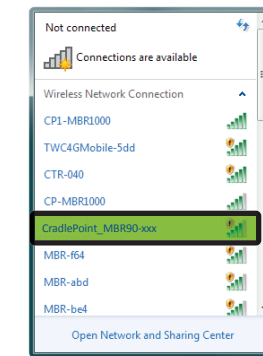 Not connected
Connections are available
Wireless Network Connection
CP1-MBR1000
TWC4GMobile-5dd
CTR-040
CP-MBR1000
CradlePoint_MBR90-xxx
MBR-f64
MBR-abd
MBR-be4
Open Network and Sharing Center